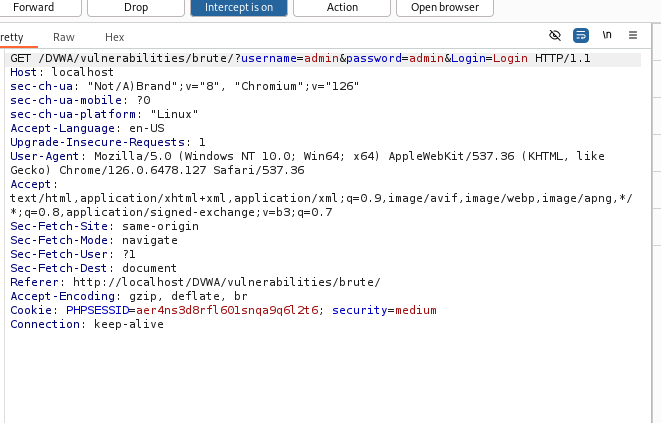 Forward Drop Intercept is on Action Open browser
retty Raw Hex \n
GET /DVWA/vulnerabilities/brute/?username=admin&password=admin&Login=Login HTTP/1.1
Host: localhost
sec-ch-ua: "Not/A)Brand";v="8", "Chromium";v="126"
sec-ch-ua-mobile: ?0
sec-ch-ua-platform: "Linux"
Accept-Language: en-US
Upgrade-Insecure-Requests: 1
User-Agent: Mozilla/5.0 (Windows NT 10.0; Win64; x64) AppleWebKit/537.36 (KHTML, like
Gecko) Chrome/126.0.6478.127 Safari/537.36
Accept:
text/html,application/xhtml+xml,application/xml;q=0.9,image/avif,image/webp,image/apng,*/
*;q=0.8,application/signed-exchange;v=b3;q=0.7
Sec-Fetch-Site: same-origin
Sec-Fetch-Mode: navigate
Sec-Fetch-User: ?1
Sec-Fetch-Dest: document
Referer: http://localhost/DVWA/vulnerabilities/brute/
Accept-Encoding: gzip, deflate, br
Cookie: PHPSESSID=aer4ns3d8rfl601snqa9q6l2t6; security=medium
Connection: keep-alive